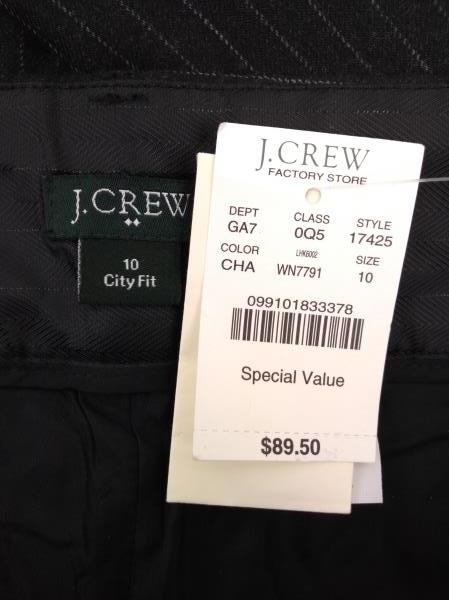 J.CREW
10
City Fit
J.CREW
FACTORY STORE
DEPT CLASS STYLE
GA7 0Q5 17425
COLOR LHK6002 SIZE
CHA WN7791 10
099101833378
Special Value
$89.50